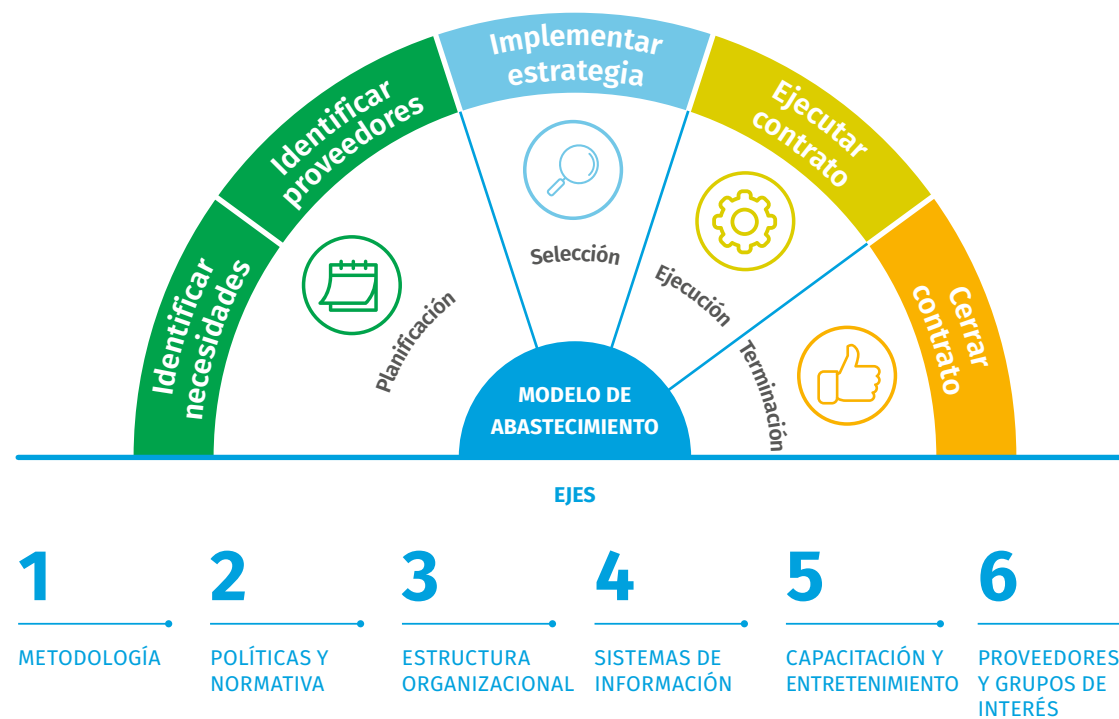 Identificar
necesidades
Identificar
proveedores
Implementar
estrategia
Ejecutar
contrato
Cerrar
contrato
Planificación
Selección
Ejecución
Terminación
MODELO DE
ABASTECIMIENTO
EJES
1
METODOLOGÍA
2
POLÍTICAS Y
NORMATIVA
3
ESTRUCTURA
ORGANIZACIONAL
4
SISTEMAS DE
INFORMACIÓN
5
CAPACITACIÓN Y
ENTRETENIMIENTO
6
PROVEEDORES
Y GRUPOS DE
INTERÉS